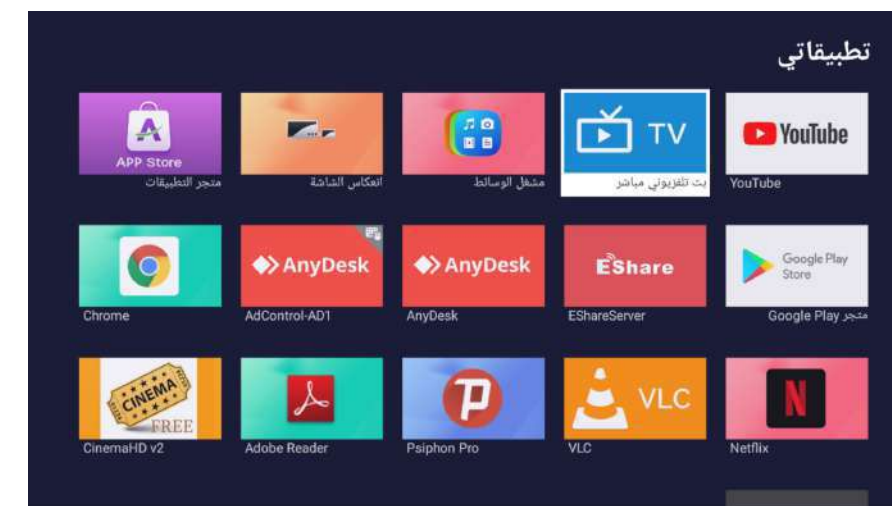 تطبيقاتي
YouTube
YouTube
TV
بث تلفزيوني مباشر
مشغل الوسائط
انعكاس الشاشة
APP Store
متجر التطبيقات
Google Play
Store
متجر Google Play
EShare
EShareServer
AnyDesk
AnyDesk
AnyDesk
AdControl-AD1
Chrome
Netflix
VLC
VLC
Psiphon Pro
Adobe Reader
CINEMA
FREE
CinemaHD v2